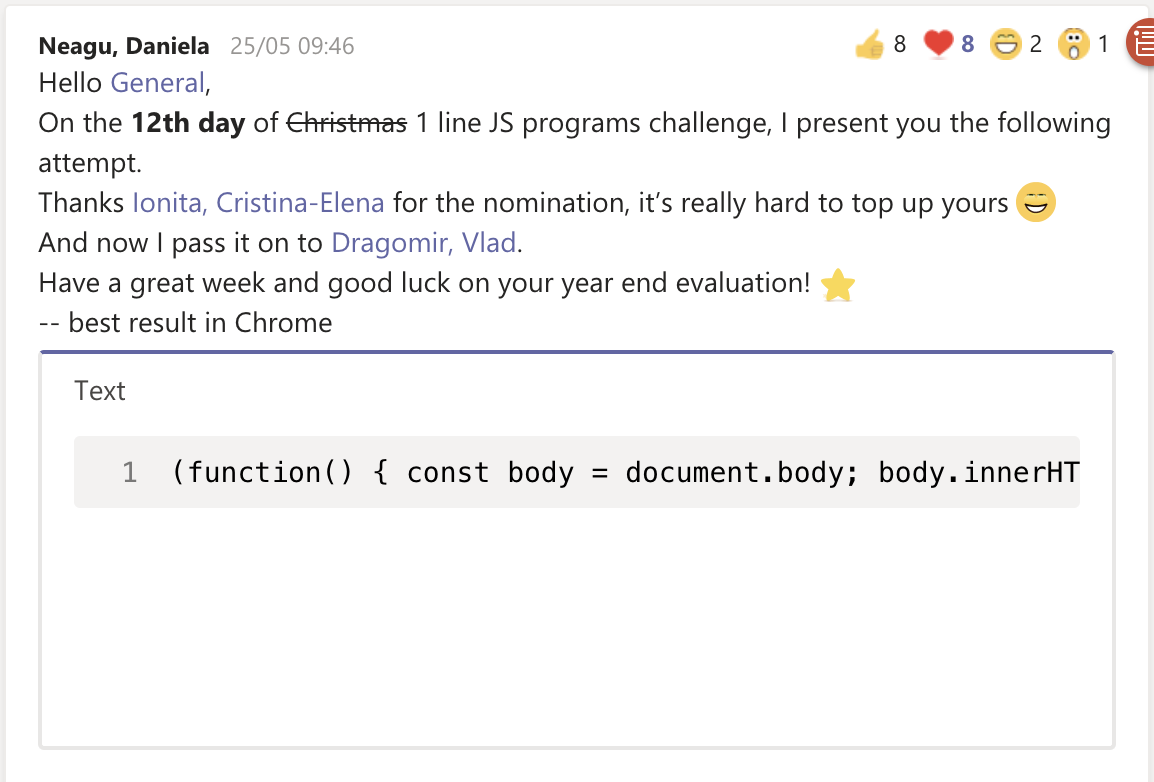 Neagu, Daniela 25/05 09:46 8 8 2 1
Hello General,
On the 12th day of Christmas 1 line JS programs challenge, I present you the following
attempt.
Thanks Ionita, Cristina-Elena for the nomination, it’s really hard to top up yours
And now I pass it on to Dragomir, Vlad.
Have a great week and good luck on your year end evaluation!
-- best result in Chrome
Text
1 (function() { const body = document.body; body.innerHT